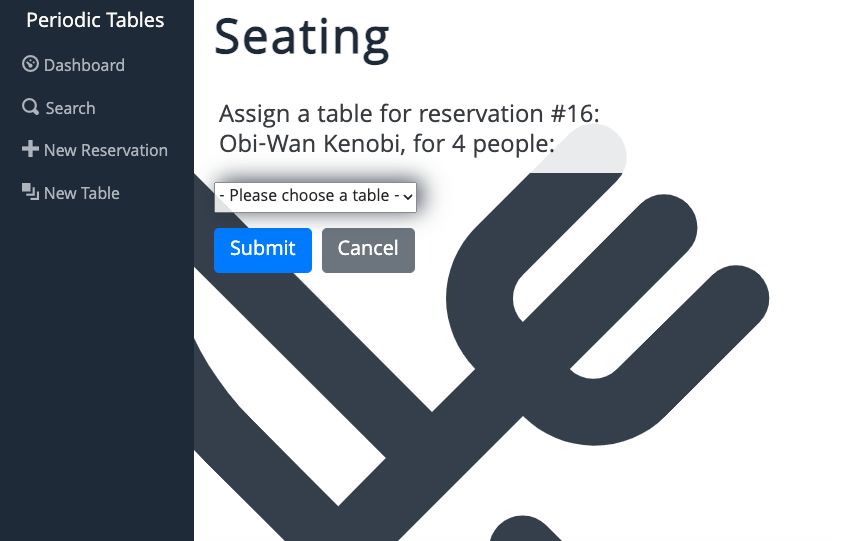 Periodic Tables
Dashboard
Search
New Reservation
New Table
Seating
Assign a table for reservation #16:
Obi-Wan Kenobi, for 4 people:
- Please choose a table -
Submit
Cancel